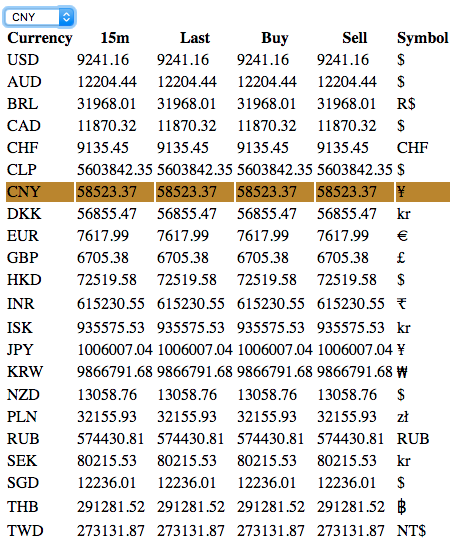 CNY
Currency 15m Last Buy Sell Symbol
USD 9241.16 9241.16 9241.16 9241.16 $
AUD 12204.44 12204.44 12204.44 12204.44 $
BRL 31968.01 31968.01 31968.01 31968.01 R$
CAD 11870.32 11870.32 11870.32 11870.32 $
CHF 9135.45 9135.45 9135.45 9135.45 CHF
CLP 5603842.35 5603842.35 5603842.35 5603842.35 $
CNY 58523.37 58523.37 58523.37 58523.37 ¥
DKK 56855.47 56855.47 56855.47 56855.47 kr
EUR 7617.99 7617.99 7617.99 7617.99 €
GBP 6705.38 6705.38 6705.38 6705.38 £
HKD 72519.58 72519.58 72519.58 72519.58 $
INR 615230.55 615230.55 615230.55 615230.55 ₹
ISK 935575.53 935575.53 935575.53 935575.53 kr
JPY 1006007.04 1006007.04 1006007.04 1006007.04 ¥
KRW 9866791.68 9866791.68 9866791.68 9866791.68 ₩
NZD 13058.76 13058.76 13058.76 13058.76 $
PLN 32155.93 32155.93 32155.93 32155.93 zł
RUB 574430.81 574430.81 574430.81 574430.81 RUB
SEK 80215.53 80215.53 80215.53 80215.53 kr
SGD 12236.01 12236.01 12236.01 12236.01 $
THB 291281.52 291281.52 291281.52 291281.52 ฿
TWD 273131.87 273131.87 273131.87 273131.87 NT$